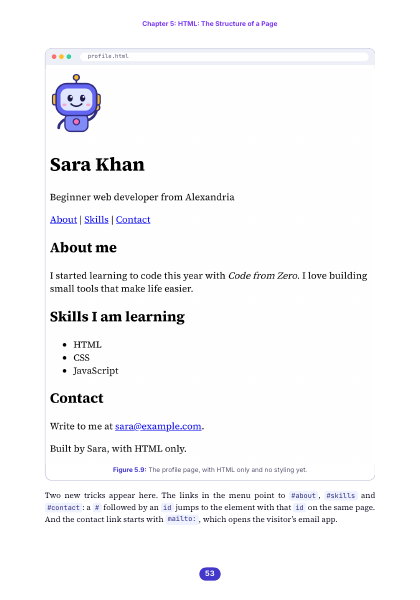 Chapter 5: HTML: The Structure of a Page
profile.html
Sara Khan
Beginner web developer from Alexandria
About | Skills | Contact
About me
I started learning to code this year with Code from Zero. I love building
small tools that make life easier.
Skills I am learning
• HTML
• CSS
• JavaScript
Contact
Write to me at sara@example.com.
Built by Sara, with HTML only.
Figure 5.9: The profile page, with HTML only and no styling yet.
Two new tricks appear here. The links in the menu point to #about, #skills and
#contact: a # followed by an id jumps to the element with that id on the same page.
And the contact link starts with mailto:, which opens the visitor's email app.
53